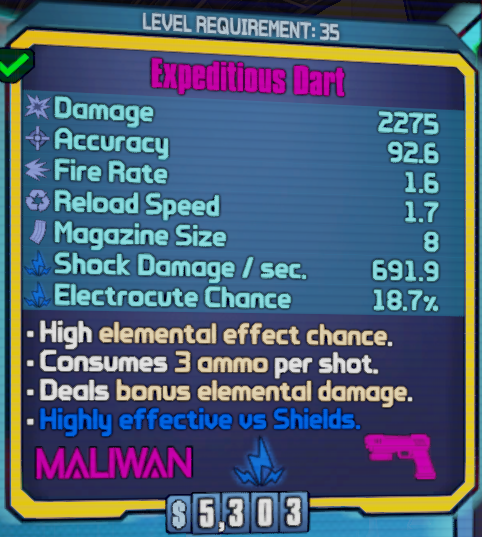 LEVEL REQUIREMENT: 35
Expeditious Dart
Damage 2275
Accuracy 92.6
Fire Rate 1.6
Reload Speed 1.7
Magazine Size 8
Shock Damage / sec. 691.9
Electrocute Chance 18.7%
• High elemental effect chance.
• Consumes 3 ammo per shot.
• Deals bonus elemental damage.
• Highly effective vs Shields.
MALIWAN
$ 5,303